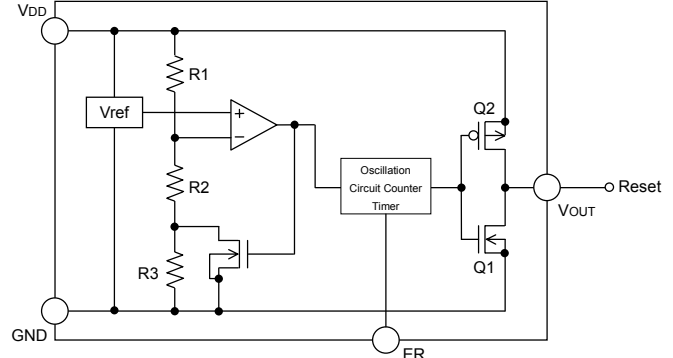 VDD
R1
Q2
Vref
+
−
Oscillation
Circuit Counter
Timer
R2
Reset
VOUT
R3
Q1
GND
ER